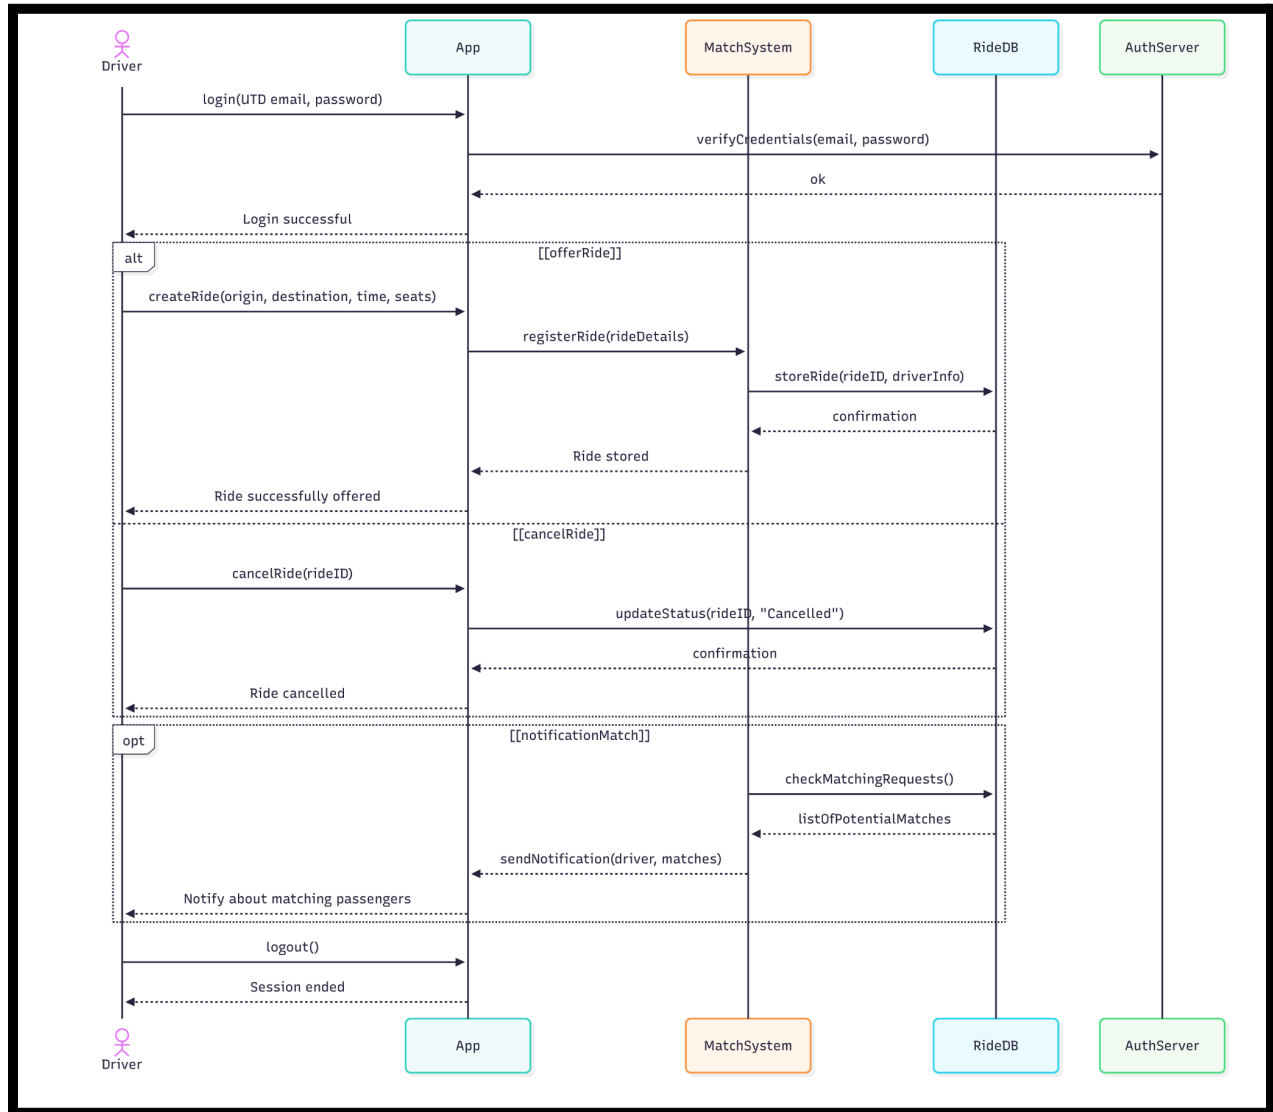 Driver
App
MatchSystem
RideDB
AuthServer
login(UTD email, password)
verifyCredentials(email, password)
ok
Login successful
alt
[[offerRide]]
createRide(origin, destination, time, seats)
registerRide(rideDetails)
storeRide(rideID, driverInfo)
confirmation
Ride stored
Ride successfully offered
[[cancelRide]]
cancelRide(rideID)
updateStatus(rideID, "Cancelled")
confirmation
Ride cancelled
opt
[[notificationMatch]]
checkMatchingRequests()
listOfPotentialMatches
sendNotification(driver, matches)
Notify about matching passengers
logout()
Session ended
Driver
App
MatchSystem
RideDB
AuthServer